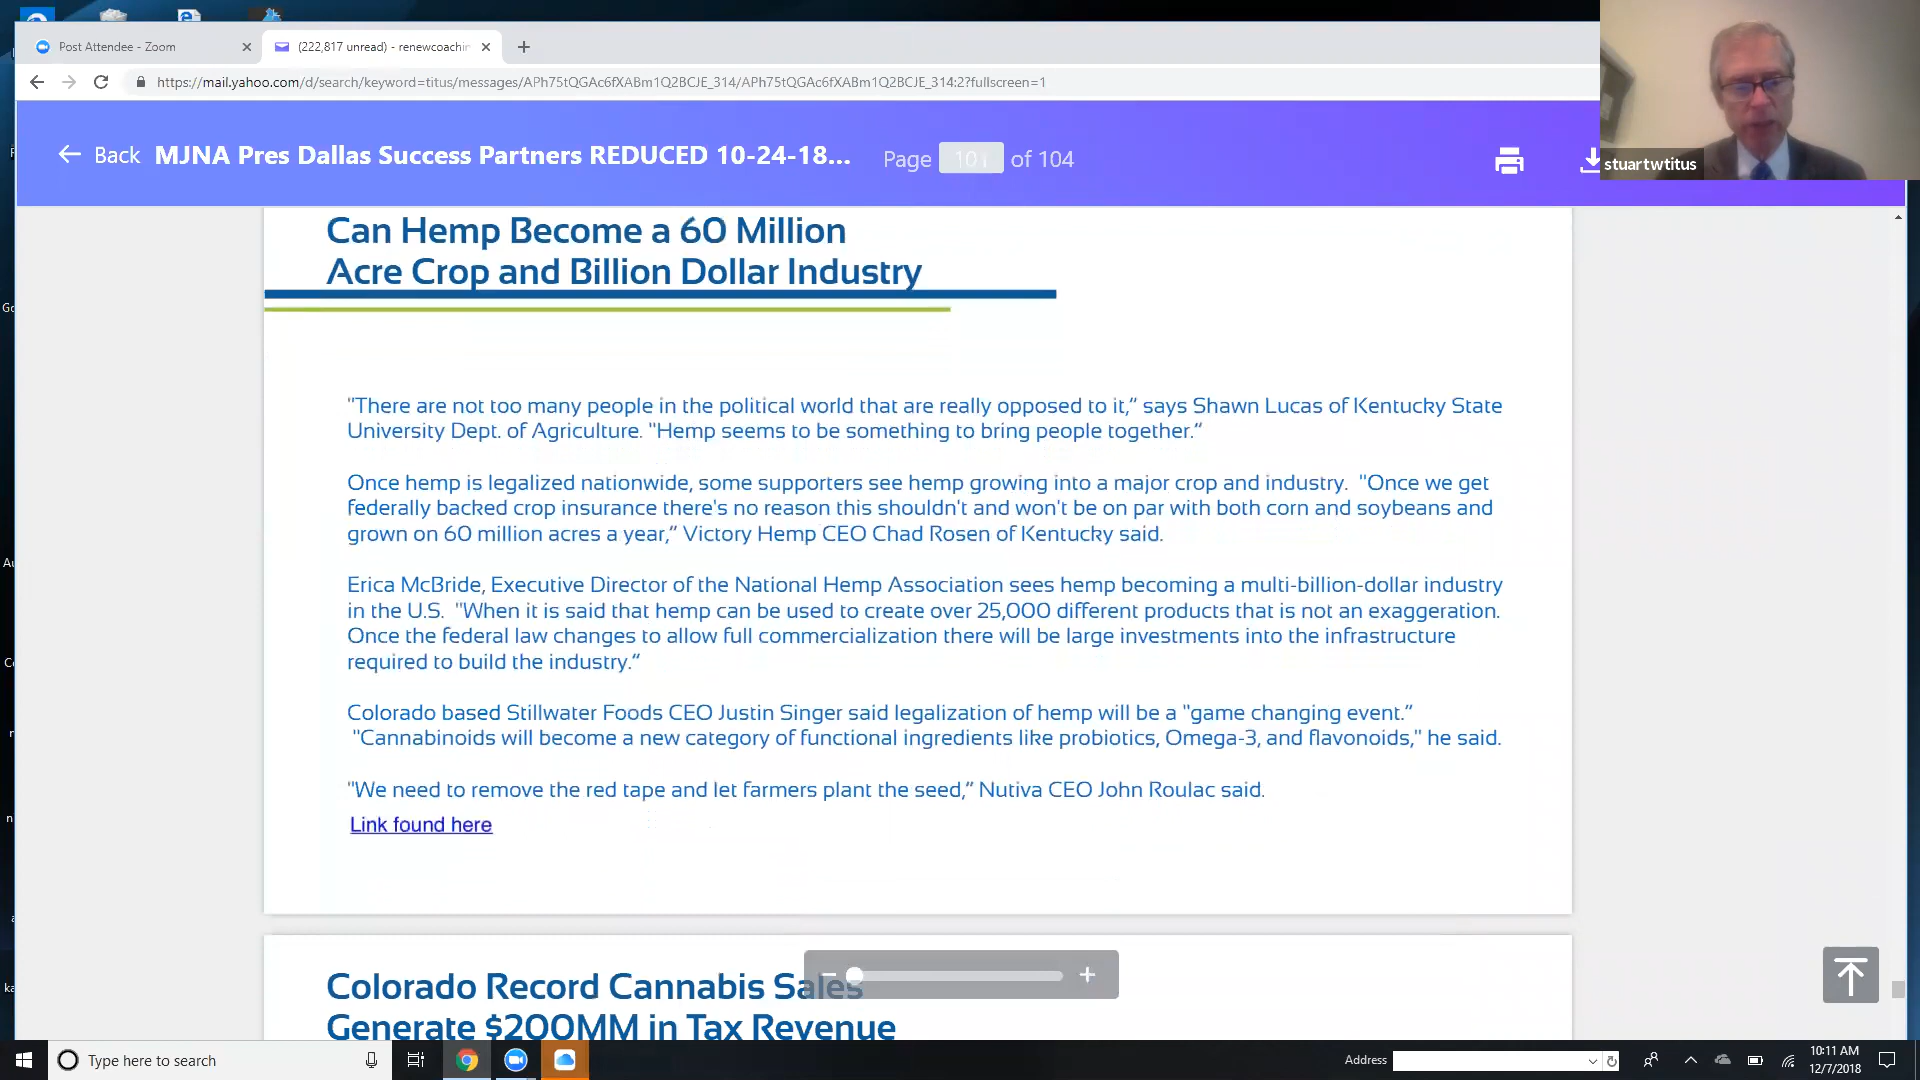 Post Attendee - Zoom
(222,817 unread) - renewcoachin
https://mail.yahoo.com/d/search/keyword=titus/messages/APh75tQGAc6fXABm1Q2BCJE_314/APh75tQGAc6fXABm1Q2BCJE_314:2?fullscreen=1
Back MJNA Pres Dallas Success Partners REDUCED 10-24-18... Page 101 of 104
stuartwtitus
Can Hemp Become a 60 Million
Acre Crop and Billion Dollar Industry
"There are not too many people in the political world that are really opposed to it,” says Shawn Lucas of Kentucky State
University Dept. of Agriculture. “Hemp seems to be something to bring people together.“
Once hemp is legalized nationwide, some supporters see hemp growing into a major crop and industry. "Once we get
federally backed crop insurance there's no reason this shouldn't and won't be on par with both corn and soybeans and
grown on 60 million acres a year,” Victory Hemp CEO Chad Rosen of Kentucky said.
Erica McBride, Executive Director of the National Hemp Association sees hemp becoming a multi-billion-dollar industry
in the U.S. "When it is said that hemp can be used to create over 25,000 different products that is not an exaggeration.
Once the federal law changes to allow full commercialization there will be large investments into the infrastructure
required to build the industry.“
Colorado based Stillwater Foods CEO Justin Singer said legalization of hemp will be a “game changing event.”
"Cannabinoids will become a new category of functional ingredients like probiotics, Omega-3, and flavonoids," he said.
"We need to remove the red tape and let farmers plant the seed,” Nutiva CEO John Roulac said.
Link found here
Colorado Record Cannabis Sales
Generate $200MM in Tax Revenue
Type here to search
Address
10:11 AM
12/7/2018